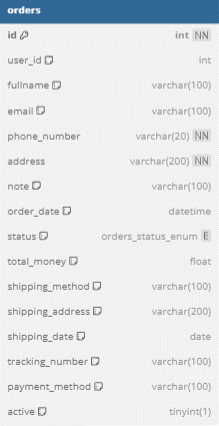 orders
id int NN
user_id int
fullname varchar(100)
email varchar(100)
phone_number varchar(20) NN
address varchar(200) NN
note varchar(100)
order_date datetime
status orders_status_enum E
total_money float
shipping_method varchar(100)
shipping_address varchar(200)
shipping_date date
tracking_number varchar(100)
payment_method varchar(100)
active tinyint(1)